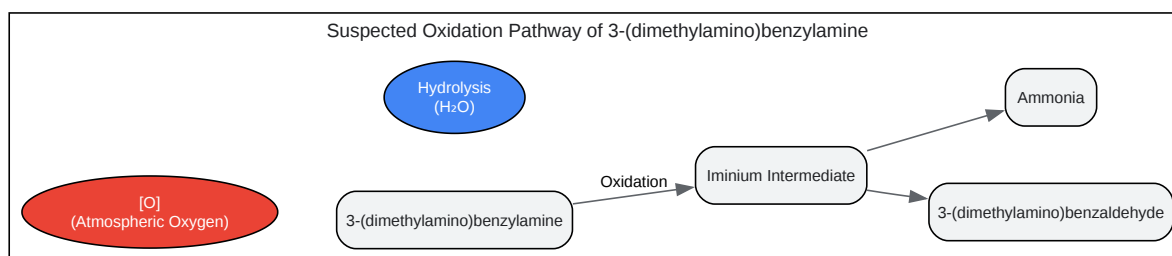 Suspected Oxidation Pathway of 3-(dimethylamino)benzylamine
Hydrolysis
(H₂O)
Ammonia
Oxidation
Iminium Intermediate
[O]
(Atmospheric Oxygen)
3-(dimethylamino)benzylamine
3-(dimethylamino)benzaldehyde